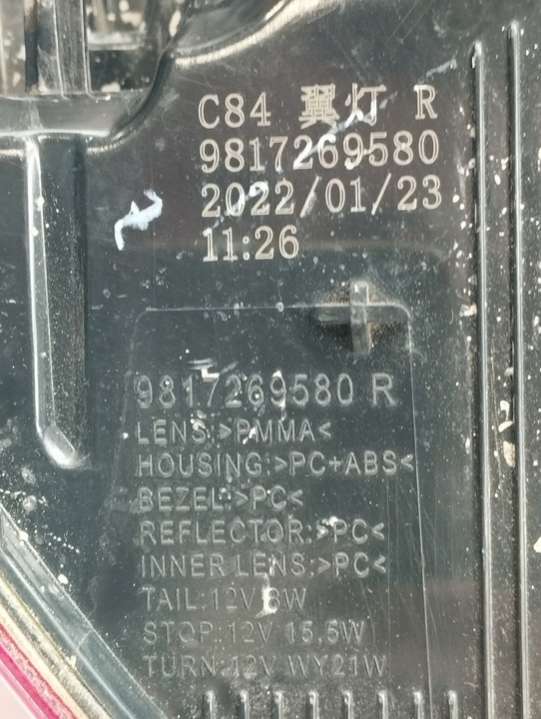 C84 翼灯 R
9817269580
2022/01/23
11:26
9817269580 R
LENS:>PMMA<
HOUSING:>PC+ABS<
BEZEL:>PC<
REFLECTOR:>PC<
INNER LENS:>PC<
TAIL:12V 8W
STOP:12V 15.5W
TURN:12V WY21W